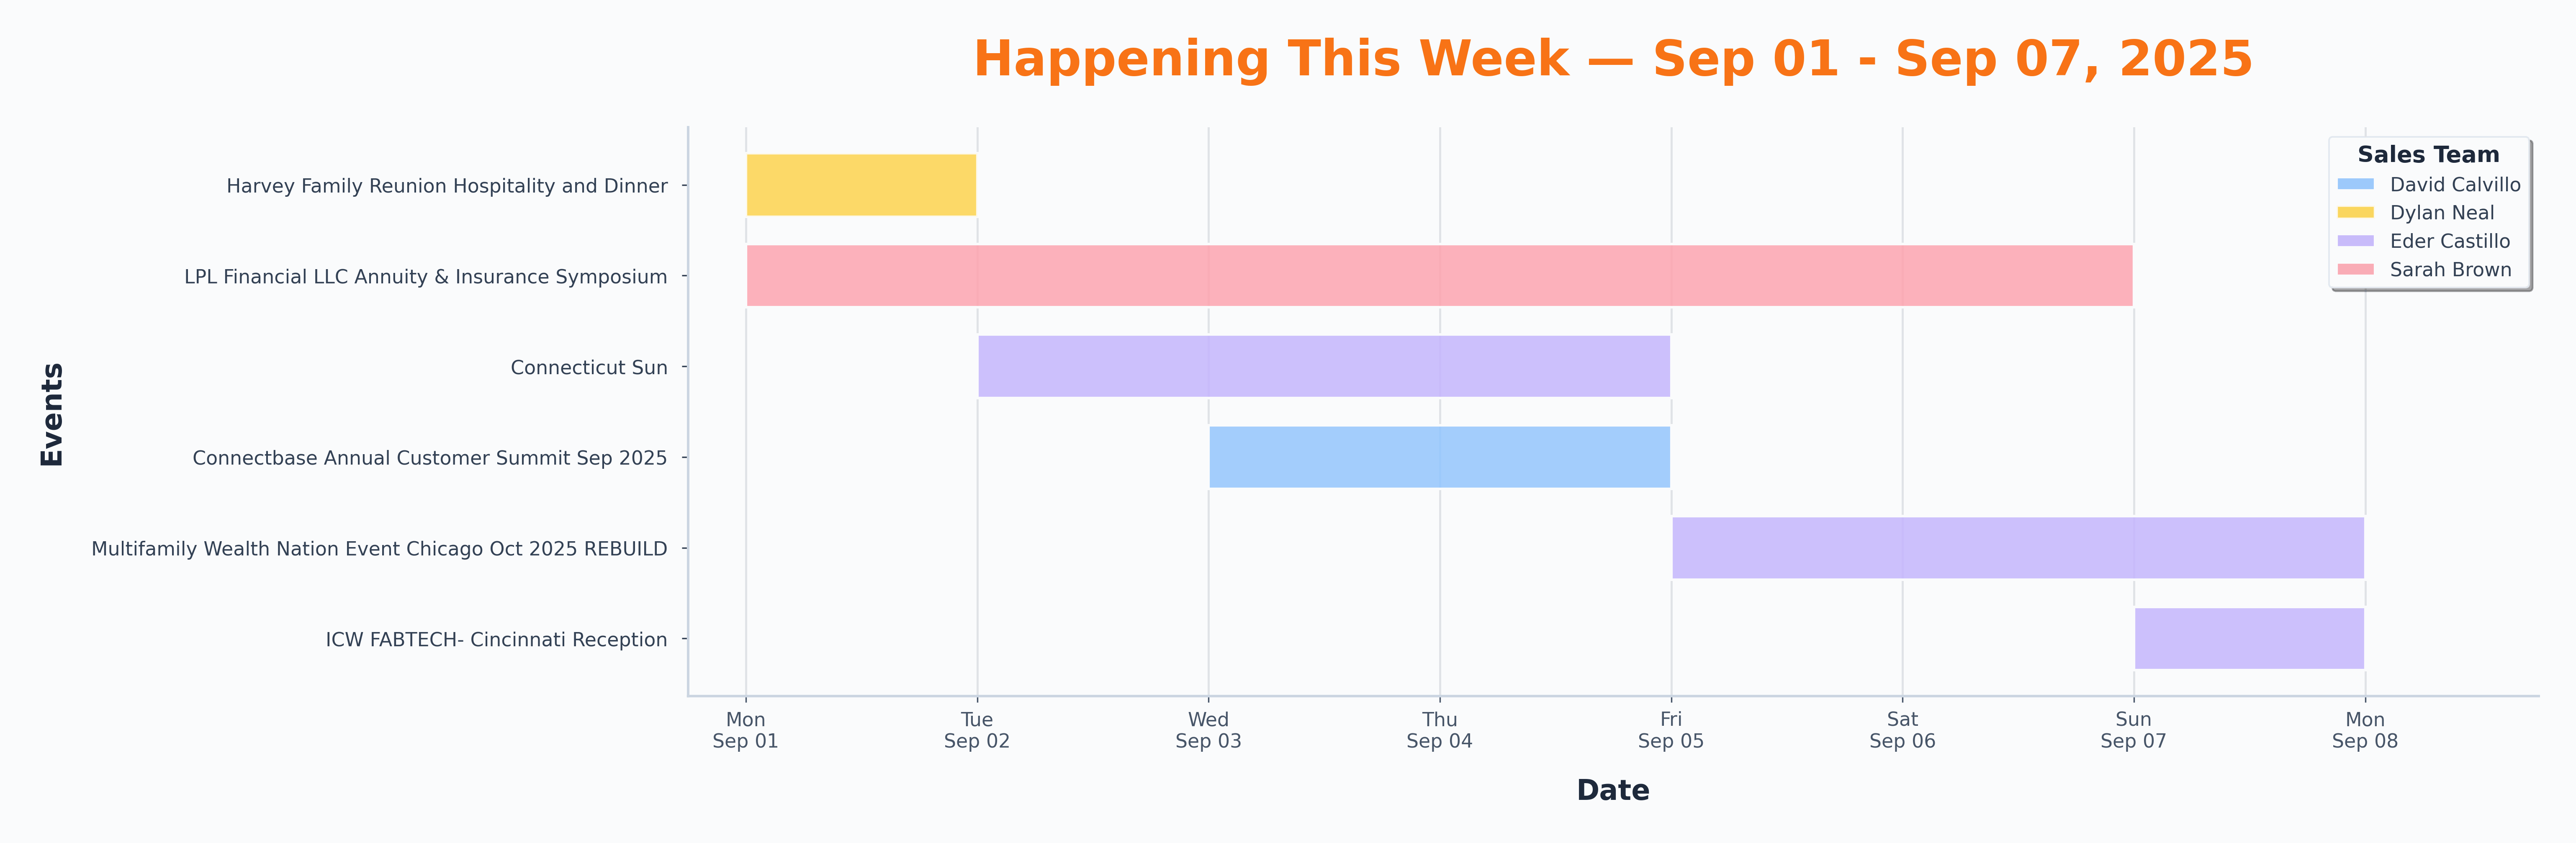 Happening This Week — Sep 01 - Sep 07, 2025
Sales Team
David Calvillo
Dylan Neal
Eder Castillo
Sarah Brown
Events
Harvey Family Reunion Hospitality and Dinner
LPL Financial LLC Annuity & Insurance Symposium
Connecticut Sun
Connectbase Annual Customer Summit Sep 2025
Multifamily Wealth Nation Event Chicago Oct 2025 REBUILD
ICW FABTECH- Cincinnati Reception
Mon Tue Wed Thu Fri Sat Sun Mon
Sep 01 Sep 02 Sep 03 Sep 04 Sep 05 Sep 06 Sep 07 Sep 08
Date